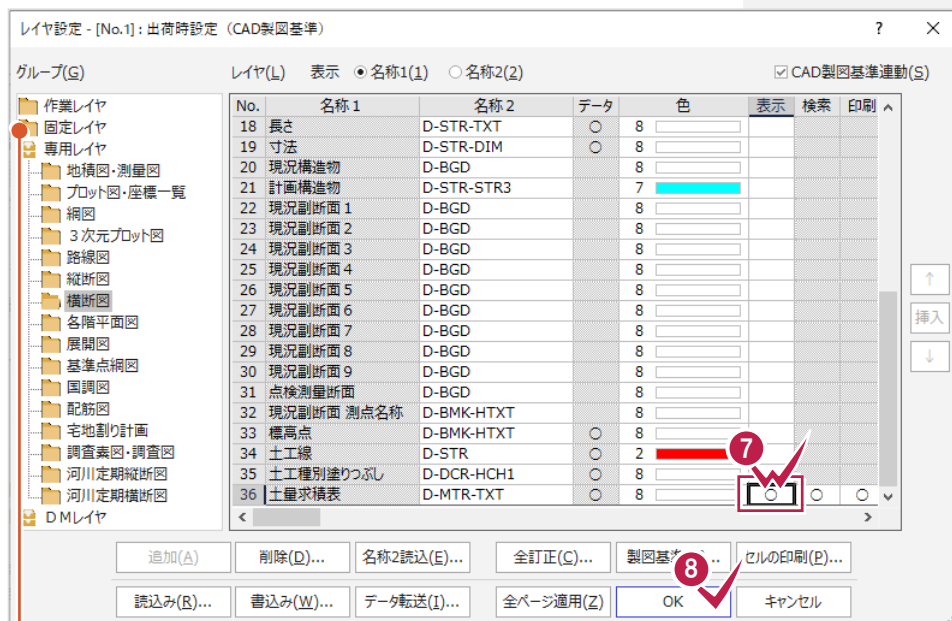 レイヤ設定 - [No.1] : 出荷時設定（CAD製図基準） ? ×
グループ(G)
レイヤ(L) 表示 名称1(1) 名称2(2) CAD製図基準連動(S)
作業レイヤ
固定レイヤ
専用レイヤ
地積図・測量図
プロット図・座標一覧
網図
３次元プロット図
路線図
縦断図
横断図
各階平面図
展開図
基準点網図
国調図
配筋図
宅地割り計画
調査素図・調査図
河川定期縦断図
河川定期横断図
ＤＭレイヤ
No. 名称１ 名称２ データ 色 表示 検索 印刷
18 長さ D-STR-TXT ○ 8
19 寸法 D-STR-DIM ○ 8
20 現況構造物 D-BGD 8
21 計画構造物 D-STR-STR3 7
22 現況副断面１ D-BGD 8
23 現況副断面２ D-BGD 8
24 現況副断面３ D-BGD 8
25 現況副断面４ D-BGD 8
26 現況副断面５ D-BGD 8
27 現況副断面６ D-BGD 8
28 現況副断面７ D-BGD 8
29 現況副断面８ D-BGD 8
30 現況副断面９ D-BGD 8
31 点検測量断面 D-BGD 8
32 現況副断面 測点名称 D-BMK-HTXT 8
33 標高点 D-BMK-HTXT ○ 8
34 土工線 D-STR ○ 2
35 土工種別塗りつぶし D-DCR-HCH1 ○ 8
36 土量求積表 D-MTR-TXT ○ 8 ○ ○ ○
7
↑
挿入
↓
追加(A) 削除(D)... 名称2読込(E)... 全訂正(C)... 製図基 ... セルの印刷(P)...
8
読込み(R)... 書込み(W)... データ転送(I)... 全ページ適用(Z) OK キャンセル